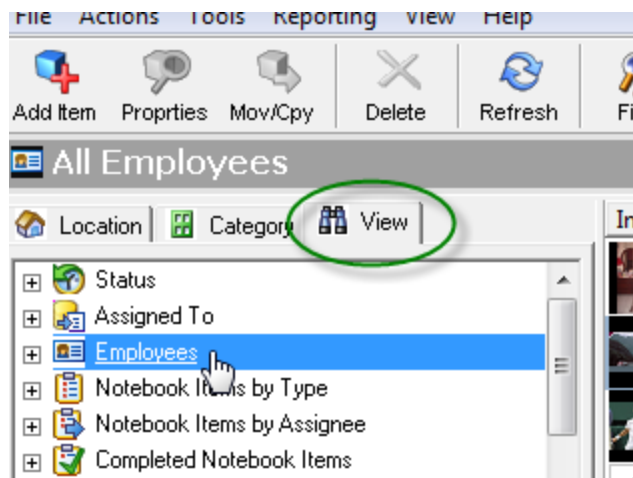 File Actions Tools Reporting View Help
Add Item Proprties Mov/Cpy Delete Refresh
All Employees
Location Category View
Status
Assigned To
Employees
Notebook Items by Type
Notebook Items by Assignee
Completed Notebook Items